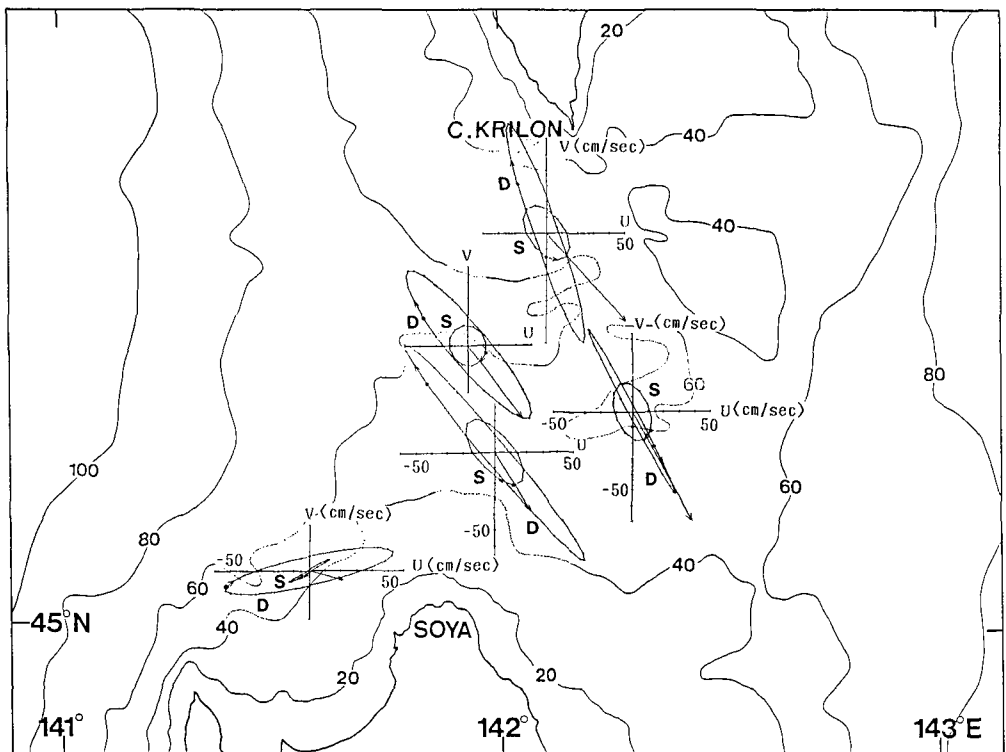 20
40
C. KRILON
V (cm/sec)
D
40
U
50
S
V
D
S
U
V (cm/sec)
80
S
60
-50
50
U (cm/sec)
-50
U
50
100
S
-50
D
60
D
V (cm/sec)
-50
80
-50
U (cm/sec)
50
S
60
D
40
40
45°N
SOYA
20
20
141°
142°
143°E